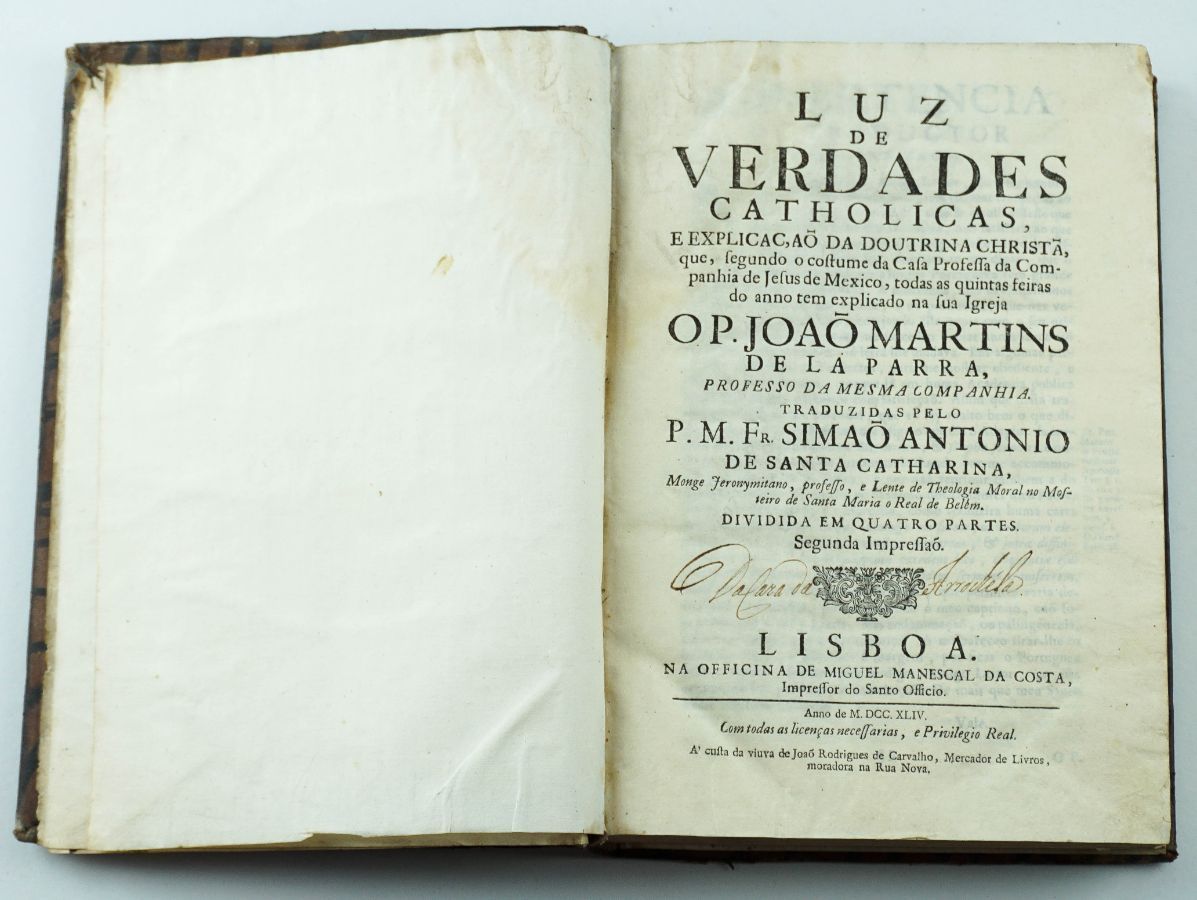 LUZ
DE
VERDADES
CATHOLICAS,
E EXPLICAC,AÕ DA DOUTRINA CHRISTÃ,
que, ſegundo o coſtume da Caſa Profeſſa da Com-
panhia de Jeſus de Mexico, todas as quintas feiras
do anno tem explicado na ſua Igreja
O P. JOAÕ MARTINS
DE LA PARRA,
PROFESSO DA MESMA COMPANHIA.
TRADUZIDAS PELO
P. M. FR. SIMAÕ ANTONIO
DE SANTA CATHARINA,
Monge Jeronymitano, profeſſo, e Lente de Theologia Moral no Moſ-
teiro de Santa Maria o Real de Belém.
DIVIDIDA EM QUATRO PARTES.
Segunda Impreſſaõ.
Da
LISBOA.
NA OFFICINA DE MIGUEL MANESCAL DA COSTA,
Impreſſor do Santo Officio.
Anno de M. DCC. XLIV.
Com todas as licenças neceſſarias, e Privilegio Real.
A' cuſta da viuva de Joaõ Rodrigues de Carvalho, Mercador de Livros,
moradora na Rua Nova.